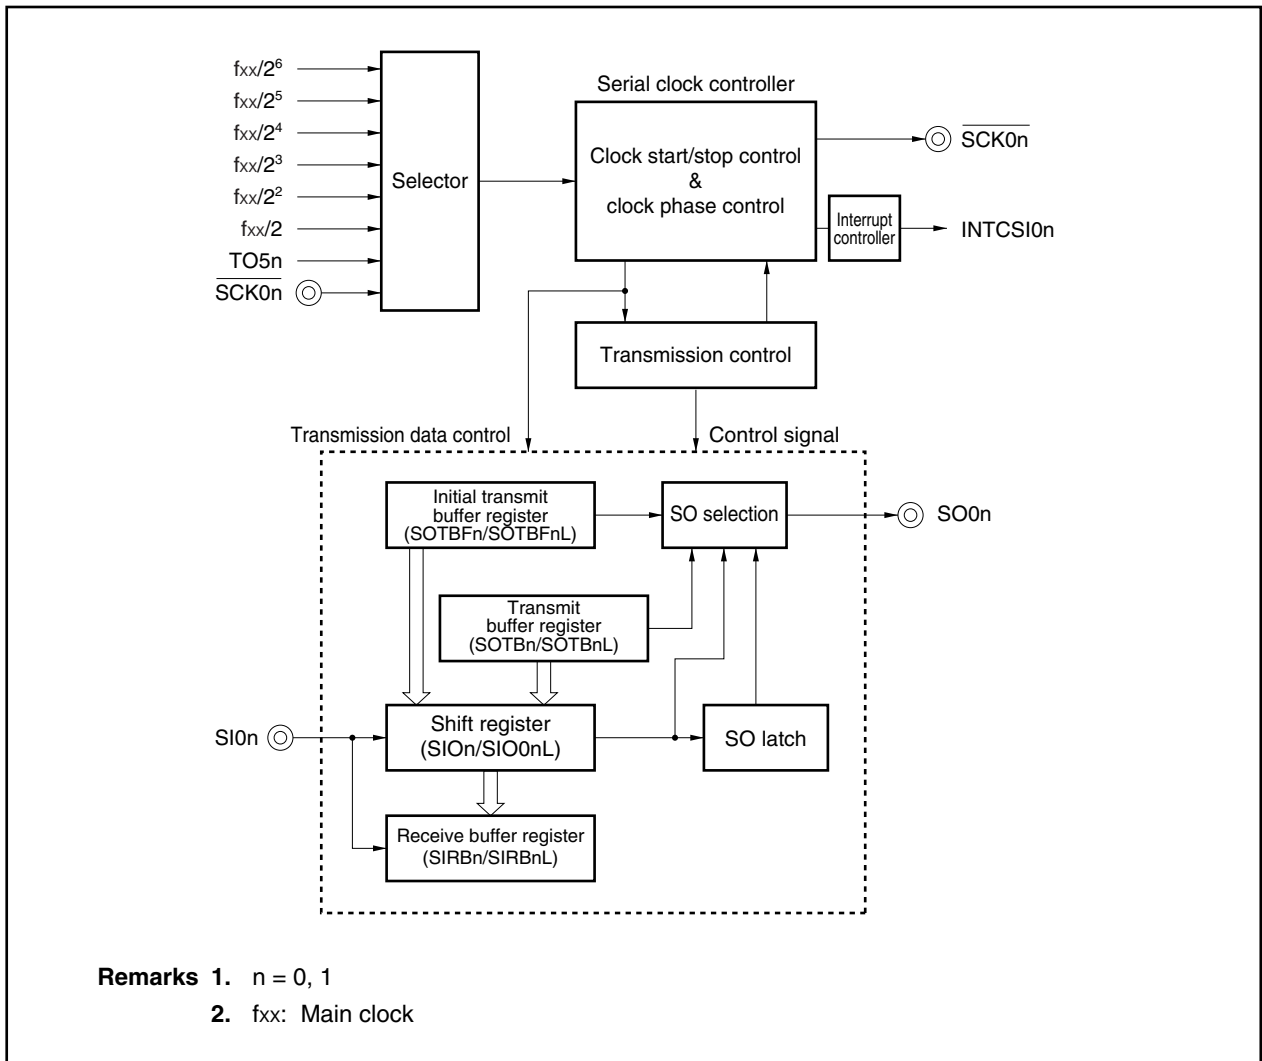 fxx/2⁶
fxx/2⁵
fxx/2⁴
fxx/2³
fxx/2²
fxx/2
TO5n
SCK0n
Selector
Serial clock controller
Clock start/stop control
&
clock phase control
SCK0n
Interrupt
controller
INTCSI0n
Transmission control
Transmission data control
Control signal
Initial transmit
buffer register
(SOTBFn/SOTBFnL)
SO selection
SO0n
Transmit
buffer register
(SOTBn/SOTBnL)
SI0n
Shift register
(SIOn/SIO0nL)
SO latch
Receive buffer register
(SIRBn/SIRBnL)
Remarks 1. n = 0, 1
2. fxx: Main clock